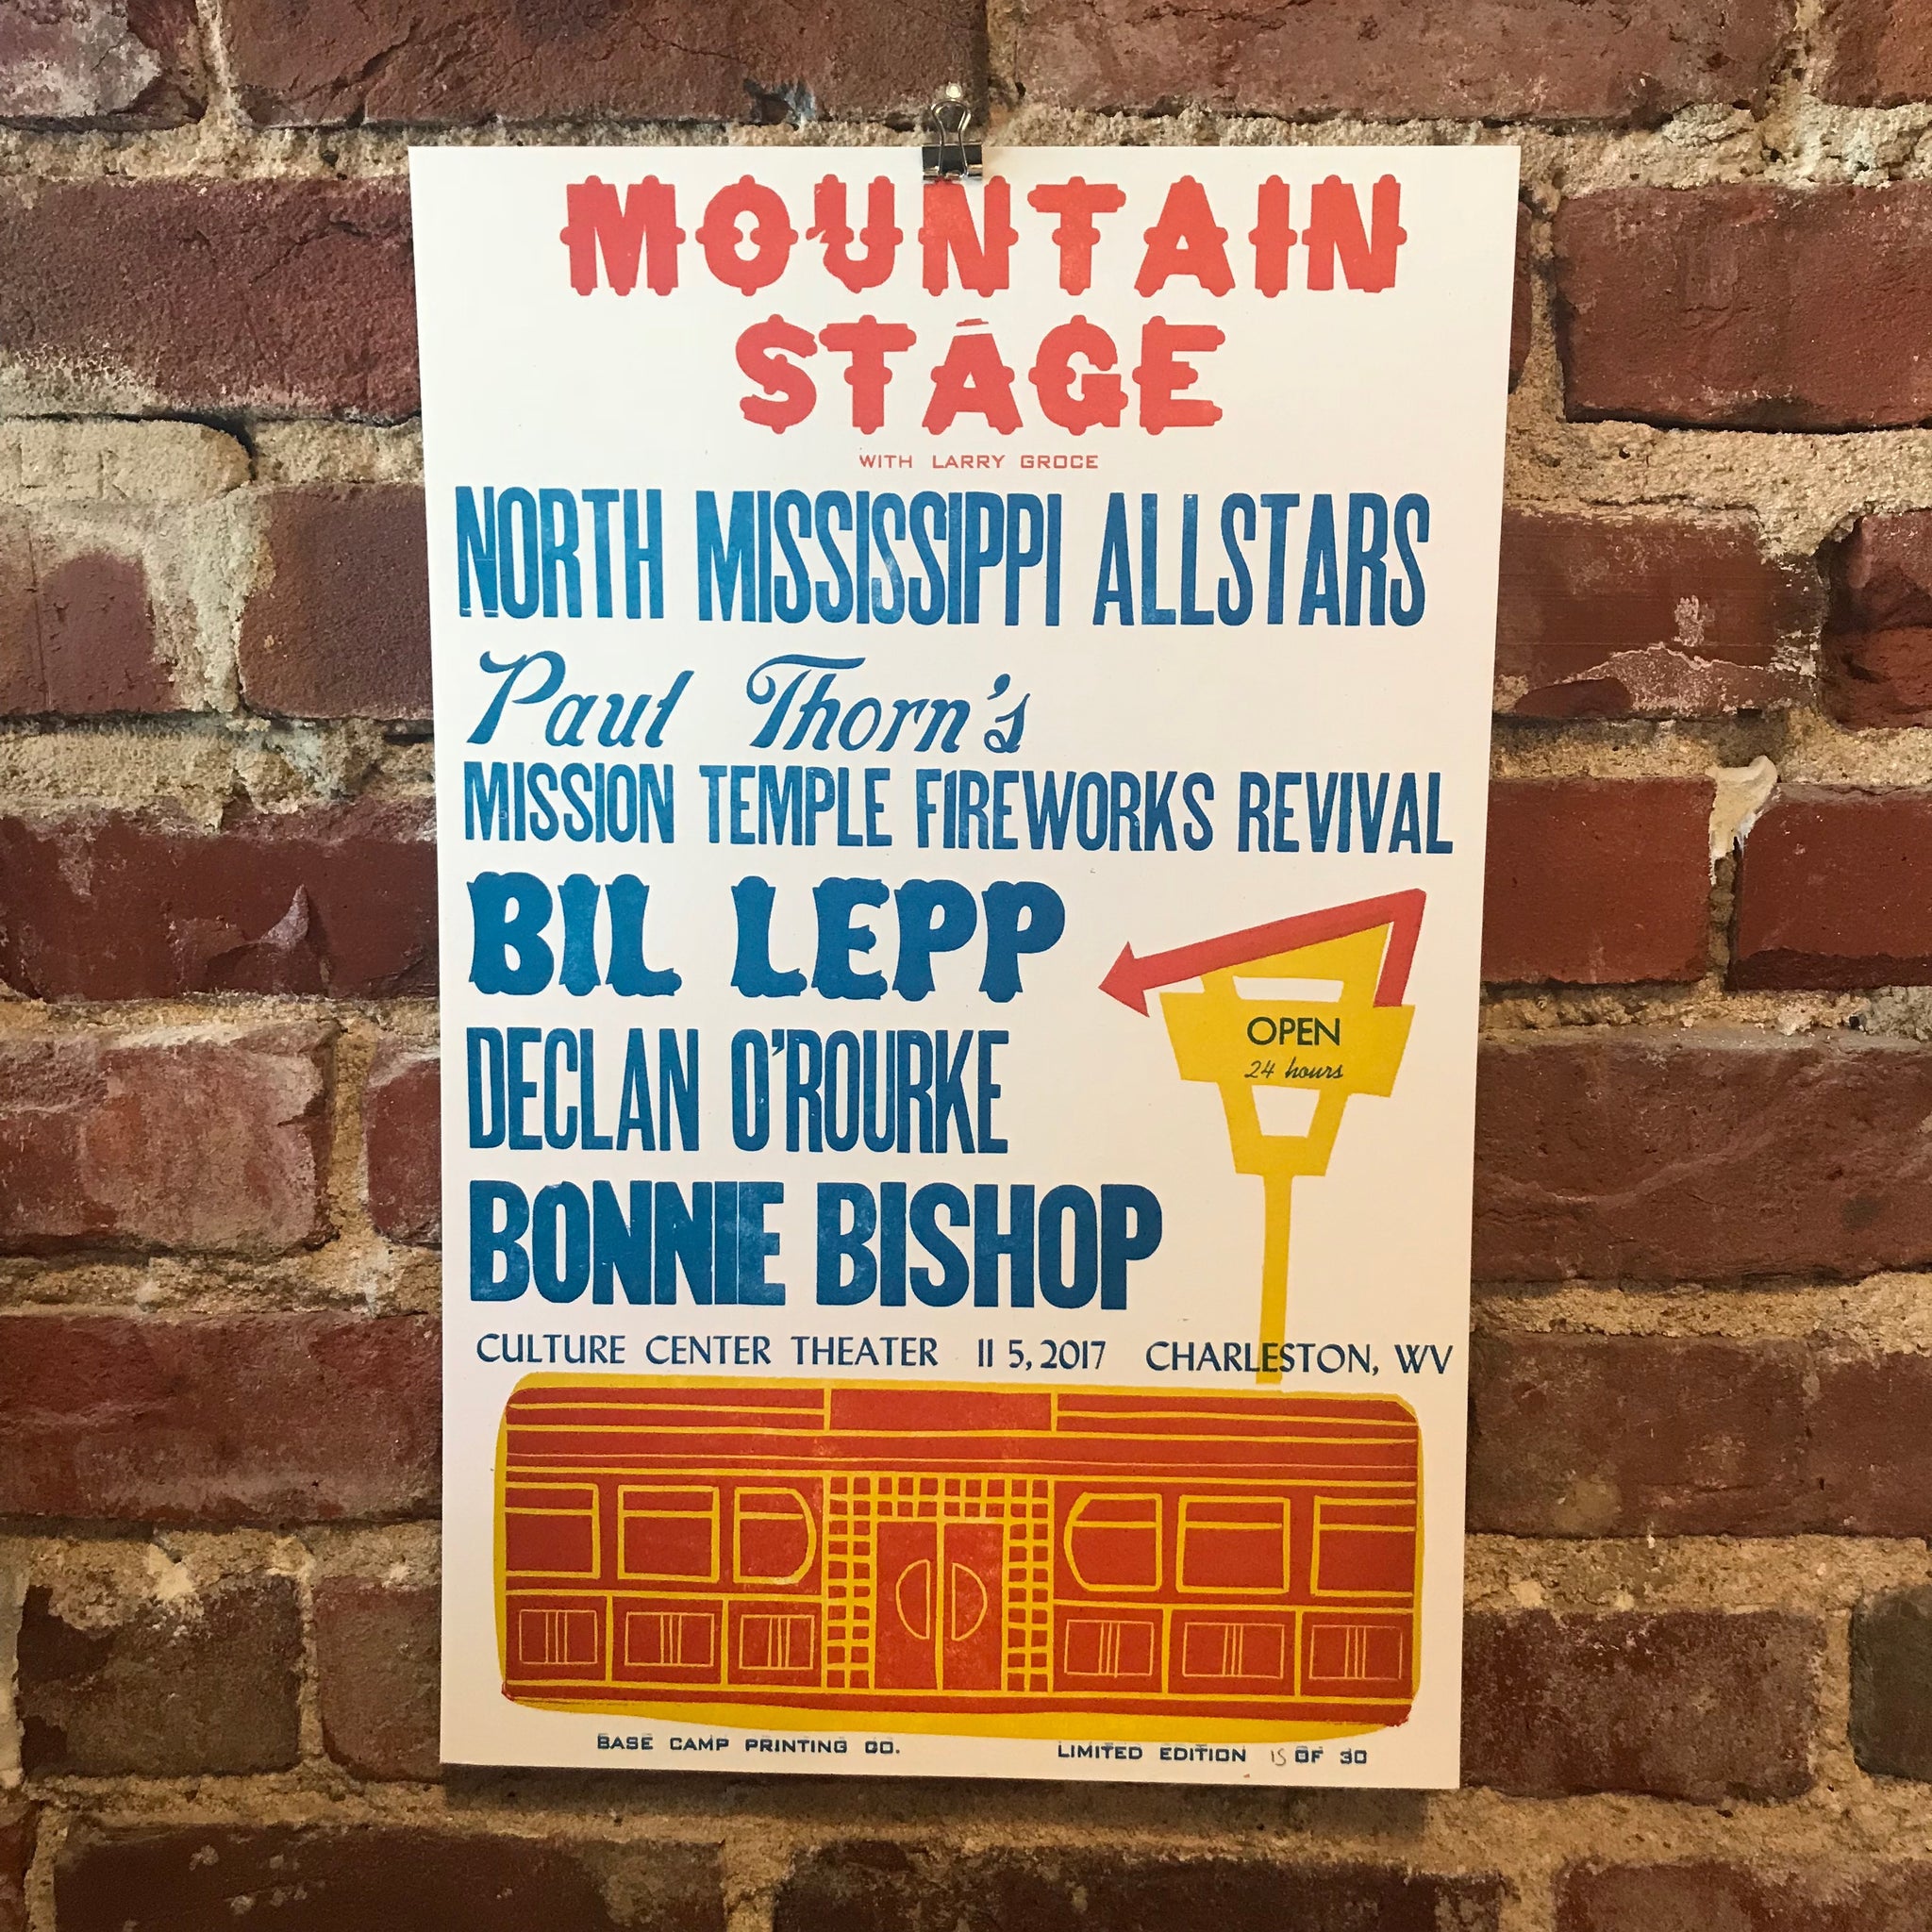 MOUNTAIN
STAGE
WITH LARRY GROCE
NORTH MISSISSIPPI ALLSTARS
Paul Thorn's
MISSION TEMPLE FIREWORKS REVIVAL
BIL LEPP
OPEN
24 hours
DECLAN O'ROURKE
BONNIE BISHOP
CULTURE CENTER THEATER 11 5, 2017 CHARLESTON, WV
BASE CAMP PRINTING CO. LIMITED EDITION 15 OF 30